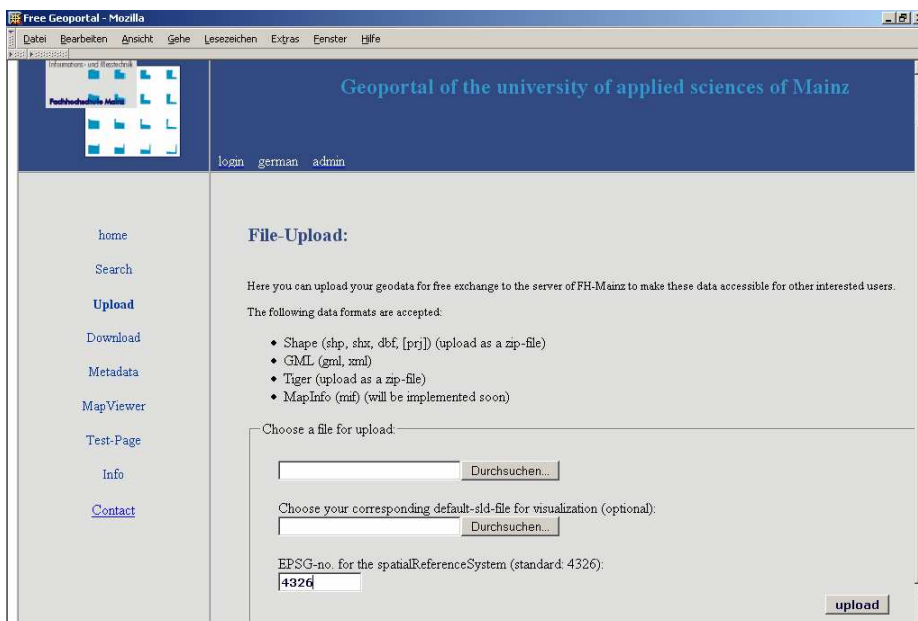 Free Geoportal - Mozilla
Datei Bearbeiten Ansicht Gehe Lesezeichen Extras Fenster Hilfe
Informations- und Messtechnik
Fachhochschule Mainz
Geoportal of the university of applied sciences of Mainz
login german admin
home
Search
Upload
Download
Metadata
MapViewer
Test-Page
Info
Contact
File-Upload:
Here you can upload your geodata for free exchange to the server of FH-Mainz to make these data accessible for other interested users.
The following data formats are accepted:
• Shape (shp, shx, dbf, [prj]) (upload as a zip-file)
• GML (gml, xml)
• Tiger (upload as a zip-file)
• MapInfo (mif) (will be implemented soon)
Choose a file for upload:
Durchsuchen...
Choose your corresponding default-sld-file for visualization (optional):
Durchsuchen...
EPSG-no. for the spatialReferenceSystem (standard: 4326):
4326
upload